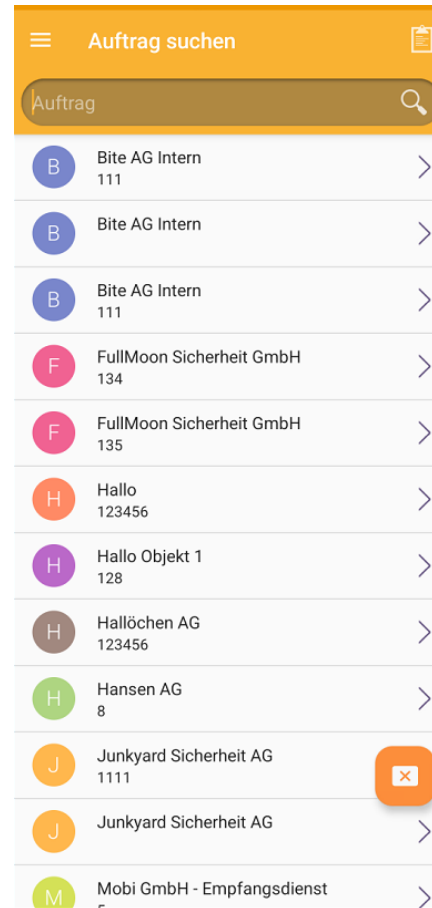 Auftrag suchen
Auftrag
B
Bite AG Intern
111
B
Bite AG Intern
B
Bite AG Intern
111
F
FullMoon Sicherheit GmbH
134
F
FullMoon Sicherheit GmbH
135
H
Hallo
123456
H
Hallo Objekt 1
128
H
Hallöchen AG
123456
H
Hansen AG
8
J
Junkyard Sicherheit AG
1111
J
Junkyard Sicherheit AG
M
Mobi GmbH - Empfangsdienst